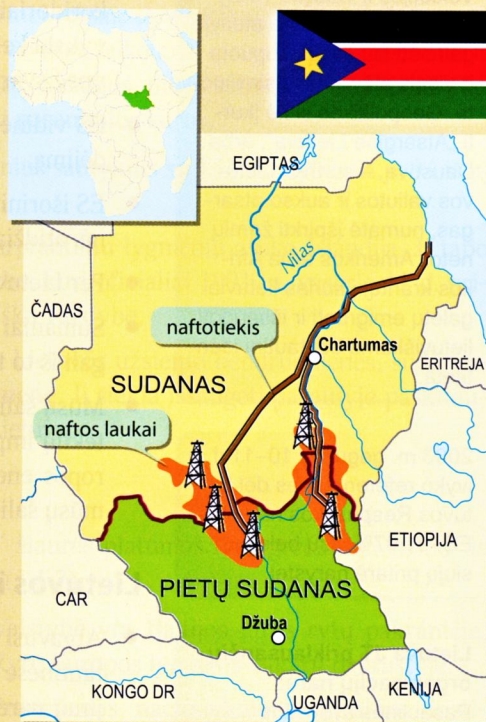 EGIPTAS
Nilas
ČADAS
naftotiekis
Chartumas
ERITRĖJA
SUDANAS
naftos laukai
ETIOPIJA
PIETŲ SUDANAS
CAR
Džuba
KONGO DR
UGANDA
KENIJA